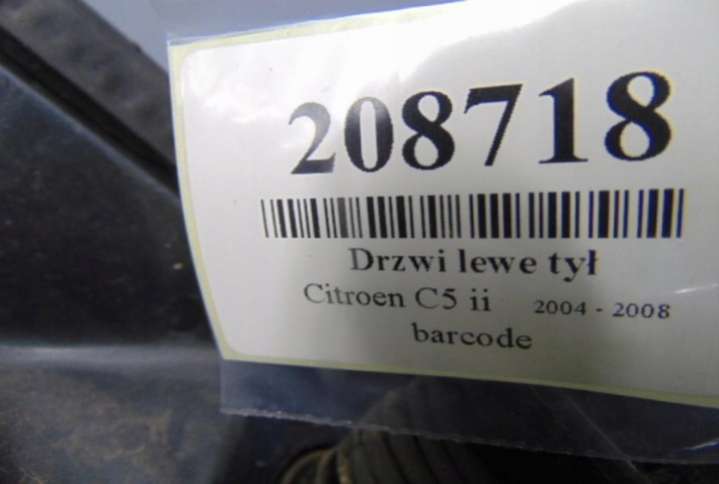 208718
Drzwi lewe tył
Citroen C5 ii 2004 - 2008
barcode